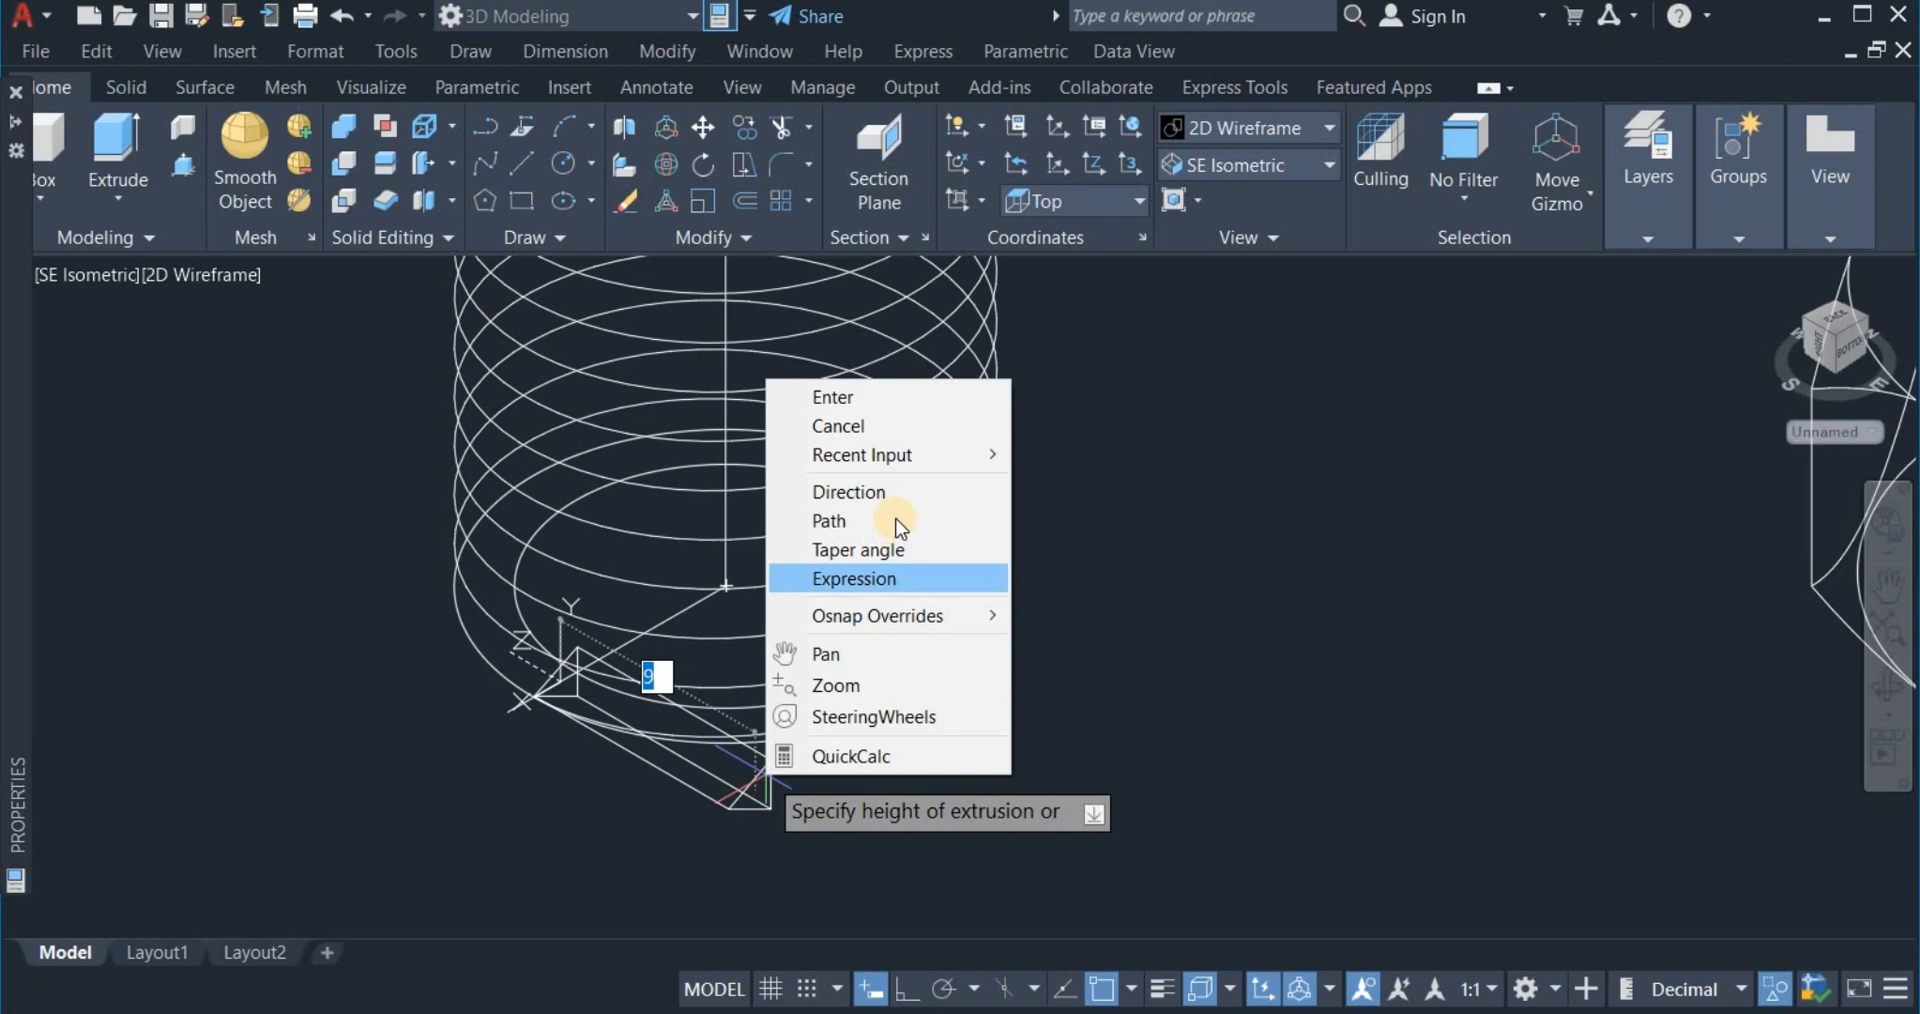 3D Modeling Share Type a keyword or phrase Sign In
File Edit View Insert Format Tools Draw Dimension Modify Window Help Express Parametric Data View
ome Solid Surface Mesh Visualize Parametric Insert Annotate View Manage Output Add-ins Collaborate Express Tools Featured Apps
2D Wireframe
SE Isometric
Top
Box
Extrude
Smooth
Object
Section
Plane
Culling
No Filter
Move
Gizmo
Layers
Groups
View
Modeling Mesh Solid Editing Draw Modify Section Coordinates View Selection
[SE Isometric][2D Wireframe]
BACK
RIGHT
BOTTOM
W
N
S
E
Unnamed
Enter
Cancel
Recent Input
Direction
Path
Taper angle
Expression
Osnap Overrides
Pan
Zoom
SteeringWheels
QuickCalc
Y
Z
X
9
Specify height of extrusion or
PROPERTIES
Model Layout1 Layout2 +
MODEL 1:1 Decimal